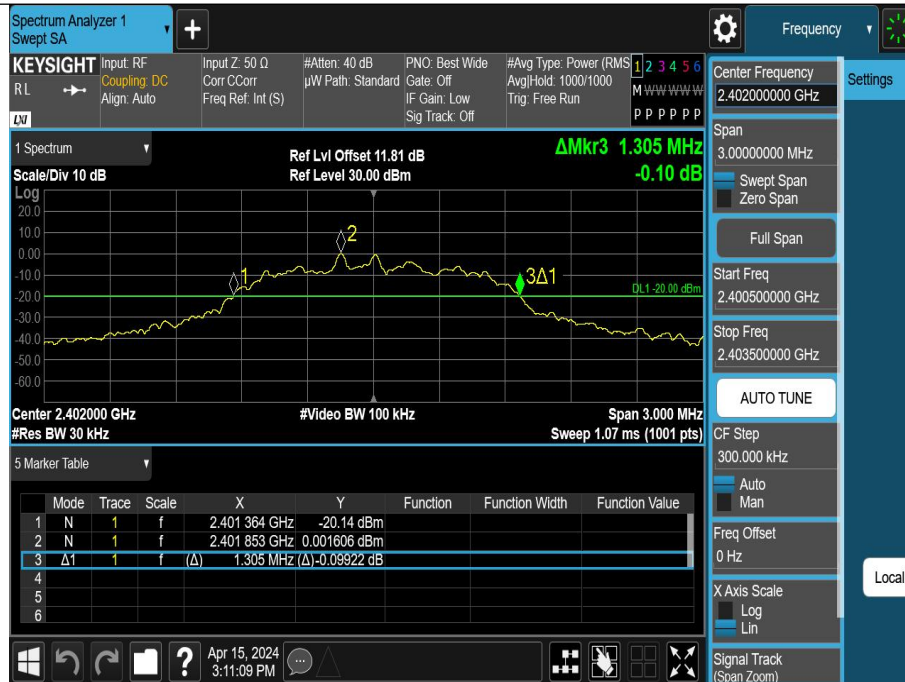 Spectrum Analyzer 1
Swept SA
Frequency
KEYSIGHT
RL
LXI
Input: RF
Coupling: DC
Align: Auto
Input Z: 50 Ω
Corr CCorr
Freq Ref: Int (S)
#Atten: 40 dB
µW Path: Standard
PNO: Best Wide
Gate: Off
IF Gain: Low
Sig Track: Off
#Avg Type: Power (RMS
Avg|Hold: 1000/1000
Trig: Free Run
1 2 3 4 5 6
M W W W W W
P P P P P P
1 Spectrum
Scale/Div 10 dB
Ref Lvl Offset 11.81 dB
Ref Level 30.00 dBm
ΔMkr3 1.305 MHz
-0.10 dB
Log
20.0
10.0
0.00
-10.0
-20.0
-30.0
-40.0
-50.0
-60.0
1
2
3Δ1
DL1 -20.00 dBm
Center 2.402000 GHz
#Video BW 100 kHz
Span 3.000 MHz
#Res BW 30 kHz
Sweep 1.07 ms (1001 pts)
5 Marker Table
Mode Trace Scale X Y Function Function Width Function Value
1 N 1 f 2.401 364 GHz -20.14 dBm
2 N 1 f 2.401 853 GHz 0.001606 dBm
3 Δ1 1 f (Δ) 1.305 MHz (Δ) -0.09922 dB
4
5
6
Apr 15, 2024
3:11:09 PM
Center Frequency
2.402000000 GHz
Settings
Span
3.00000000 MHz
Swept Span
Zero Span
Full Span
Start Freq
2.400500000 GHz
Stop Freq
2.403500000 GHz
AUTO TUNE
CF Step
300.000 kHz
Auto
Man
Freq Offset
0 Hz
Local
X Axis Scale
Log
Lin
Signal Track
(Span Zoom)